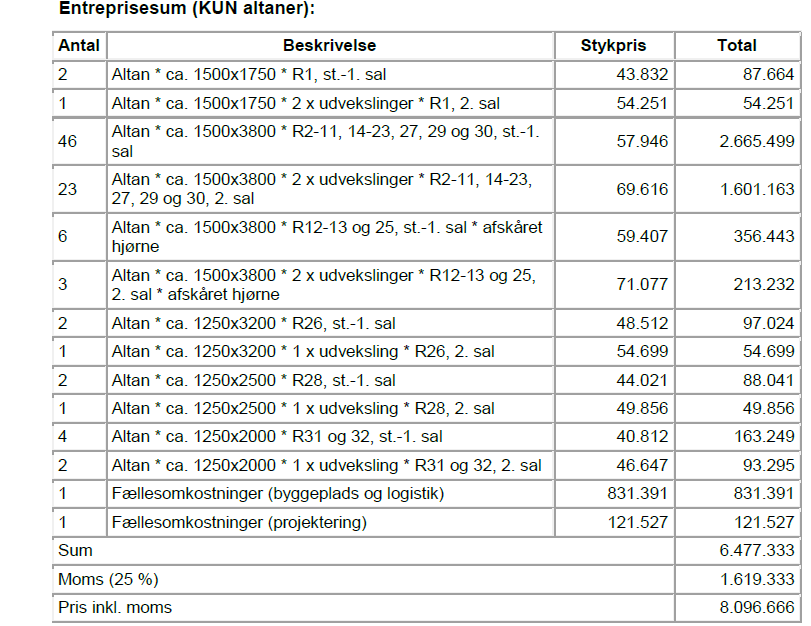 Entreprisesum (KUN altaner):
Antal Beskrivelse Stykpris Total
2 Altan * ca. 1500x1750 * R1, st.-1. sal 43.832 87.664
1 Altan * ca. 1500x1750 * 2 x udvekslinger * R1, 2. sal 54.251 54.251
46 Altan * ca. 1500x3800 * R2-11, 14-23, 27, 29 og 30, st.-1.
sal 57.946 2.665.499
23 Altan * ca. 1500x3800 * 2 x udvekslinger * R2-11, 14-23,
27, 29 og 30, 2. sal 69.616 1.601.163
6 Altan * ca. 1500x3800 * R12-13 og 25, st.-1. sal * afskåret
hjørne 59.407 356.443
3 Altan * ca. 1500x3800 * 2 x udvekslinger * R12-13 og 25,
2. sal * afskåret hjørne 71.077 213.232
2 Altan * ca. 1250x3200 * R26, st.-1. sal 48.512 97.024
1 Altan * ca. 1250x3200 * 1 x udveksling * R26, 2. sal 54.699 54.699
2 Altan * ca. 1250x2500 * R28, st.-1. sal 44.021 88.041
1 Altan * ca. 1250x2500 * 1 x udveksling * R28, 2. sal 49.856 49.856
4 Altan * ca. 1250x2000 * R31 og 32, st.-1. sal 40.812 163.249
2 Altan * ca. 1250x2000 * 1 x udveksling * R31 og 32, 2. sal 46.647 93.295
1 Fællesomkostninger (byggeplads og logistik) 831.391 831.391
1 Fællesomkostninger (projektering) 121.527 121.527
Sum 6.477.333
Moms (25 %) 1.619.333
Pris inkl. moms 8.096.666